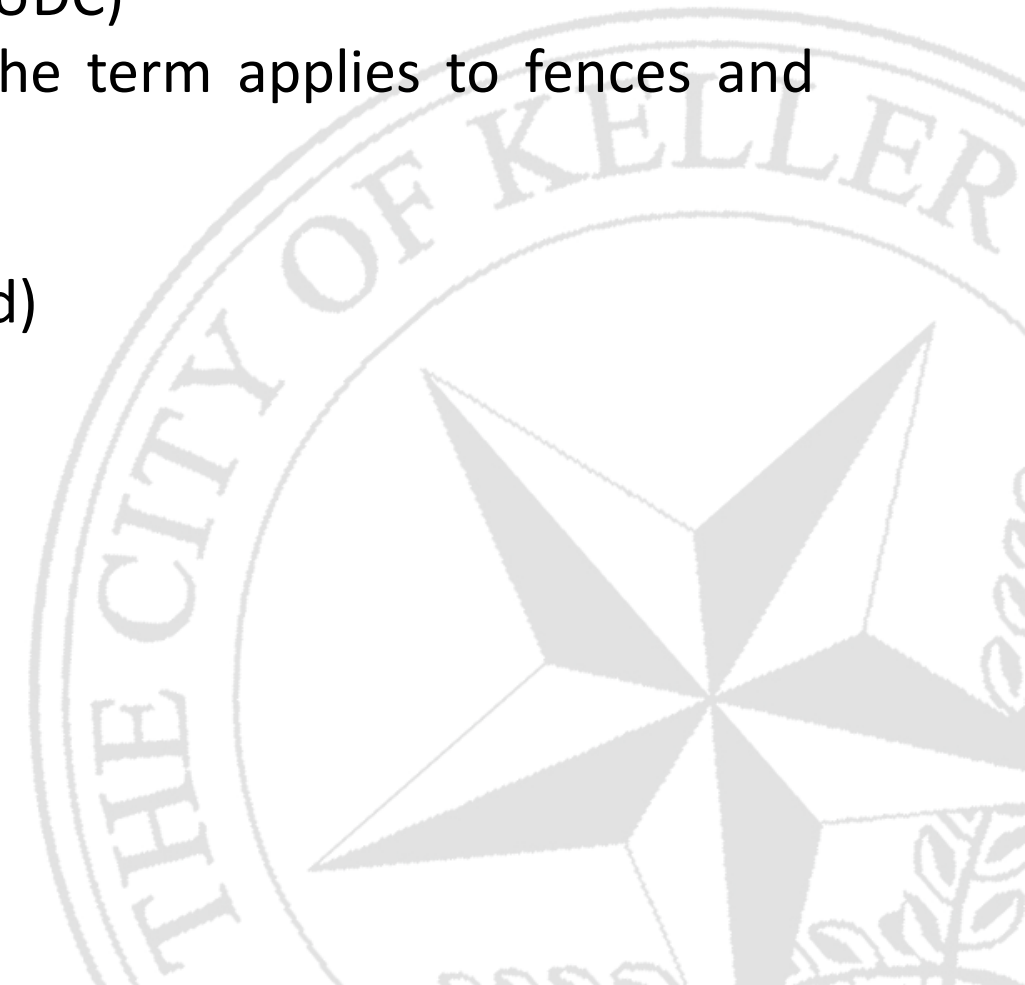 UDC)
he term applies to fences and
d)
THE CITY OF KELLER